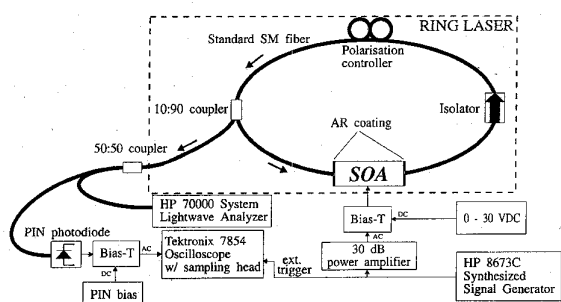 RING LASER
Standard SM fiber
Polarisation
controller
10:90 coupler
Isolator
AR coating
50:50 coupler
SOA
HP 70000 System
Lightwave Analyzer
Bias-T
DC
0 - 30 VDC
PIN photodiode
Bias-T
AC
DC
Tektronix 7854
Oscilloscope
w/ sampling head
ext.
trigger
AC
30 dB
power amplifier
HP 8673C
Synthesized
Signal Generator
PIN bias